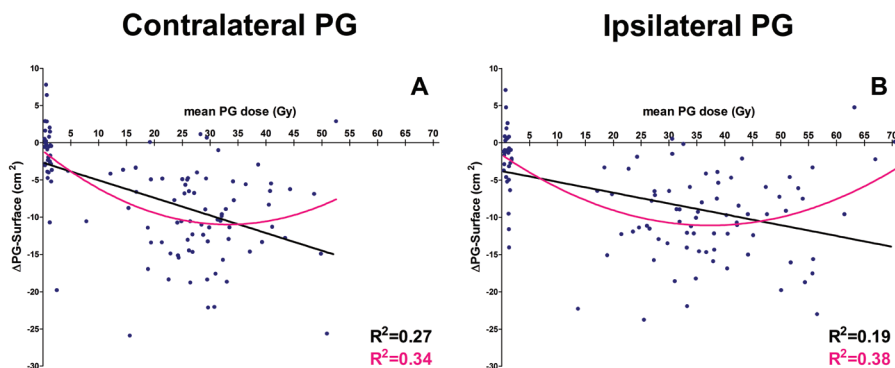 Contralateral PG
Ipsilateral PG
A
mean PG dose (Gy)
10
5
0
-5
-10
-15
-20
-25
-30
5 10 15 20 25 30 35 40 45 50 55 60 65 70
ΔPG-Surface (cm²)
R²=0.27
R²=0.34
B
mean PG dose (Gy)
10
5
0
-5
-10
-15
-20
-25
-30
5 10 15 20 25 30 35 40 45 50 55 60 65 70
ΔPG-Surface (cm²)
R²=0.19
R²=0.38